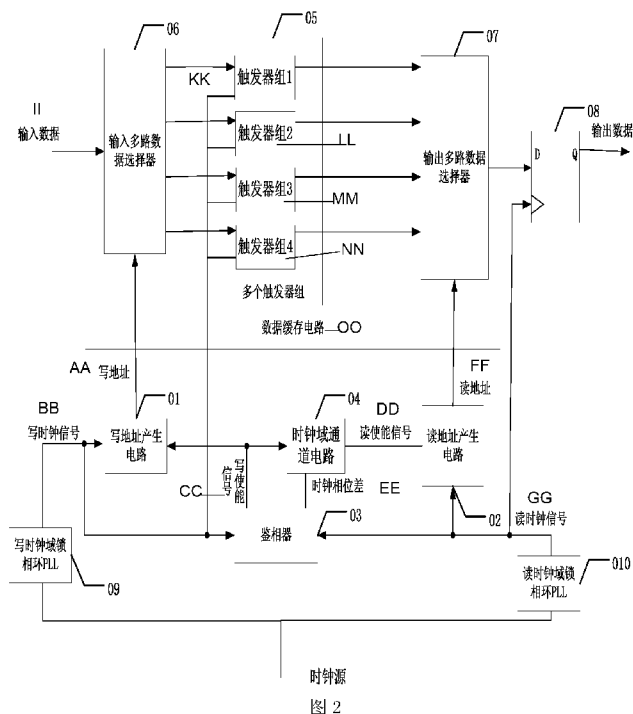 06
05
07
II
输入数据
KK
触发器组1
08
输出数据
输入多路数
据选择器
触发器组2
LL
D
Q
输出多路数据
选择器
触发器组3
MM
触发器组4
NN
多个触发器组
数据缓存电路
OO
AA
写地址
FF
读地址
BB
写时钟信号
01
04
写地址产生
电路
时钟域通
道电路
DD
读使能信号
读地址产生
电路
CC
写使能
信号
时钟相位差
EE
GG
读时钟信号
03
02
鉴相器
写时钟域锁
相环PLL
09
读时钟域锁
相环PLL
010
时钟源
图 2